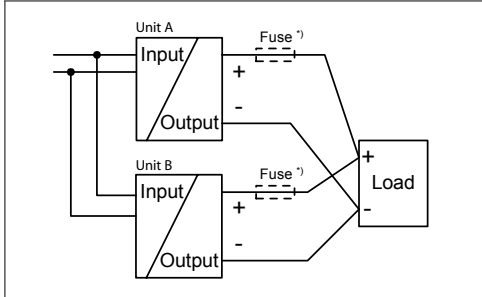 Unit A
Input
Fuse *)
+
-
Output
+
Load
-
Unit B
Input
Fuse *)
+
-
Output